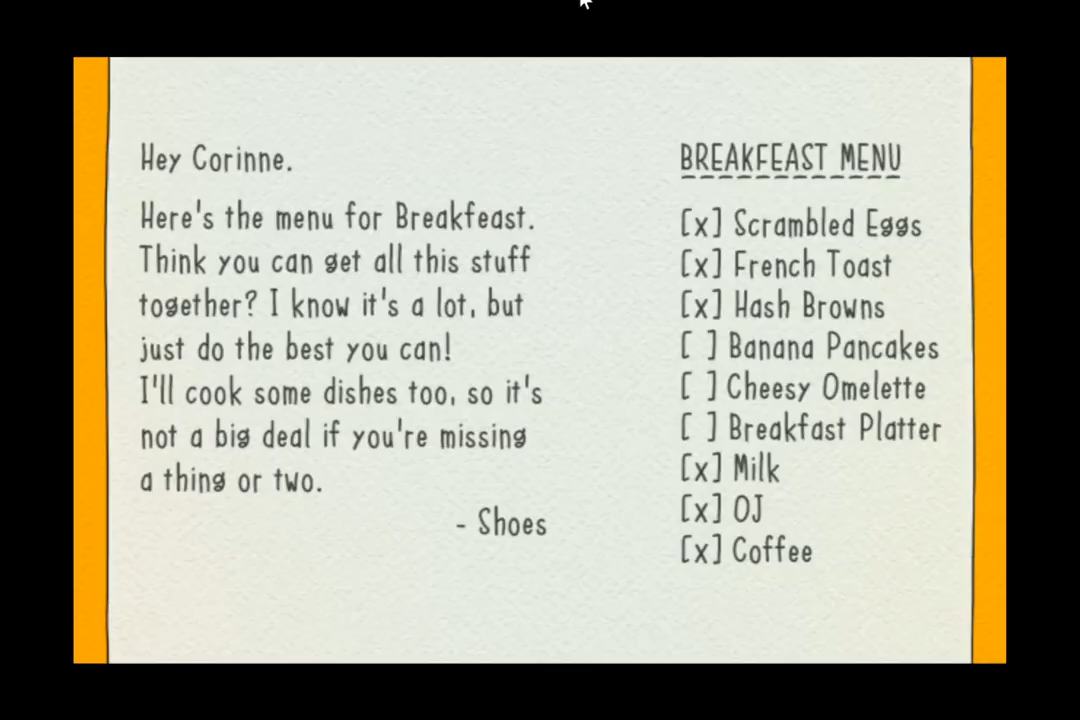 Hey Corinne.
Here's the menu for Breakfeast.
Think you can get all this stuff
together? I know it's a lot, but
just do the best you can!
I'll cook some dishes too, so it's
not a big deal if you're missing
a thing or two.
- Shoes
BREAKFEAST MENU
[x] Scrambled Eggs
[x] French Toast
[x] Hash Browns
[ ] Banana Pancakes
[ ] Cheesy Omelette
[ ] Breakfast Platter
[x] Milk
[x] OJ
[x] Coffee